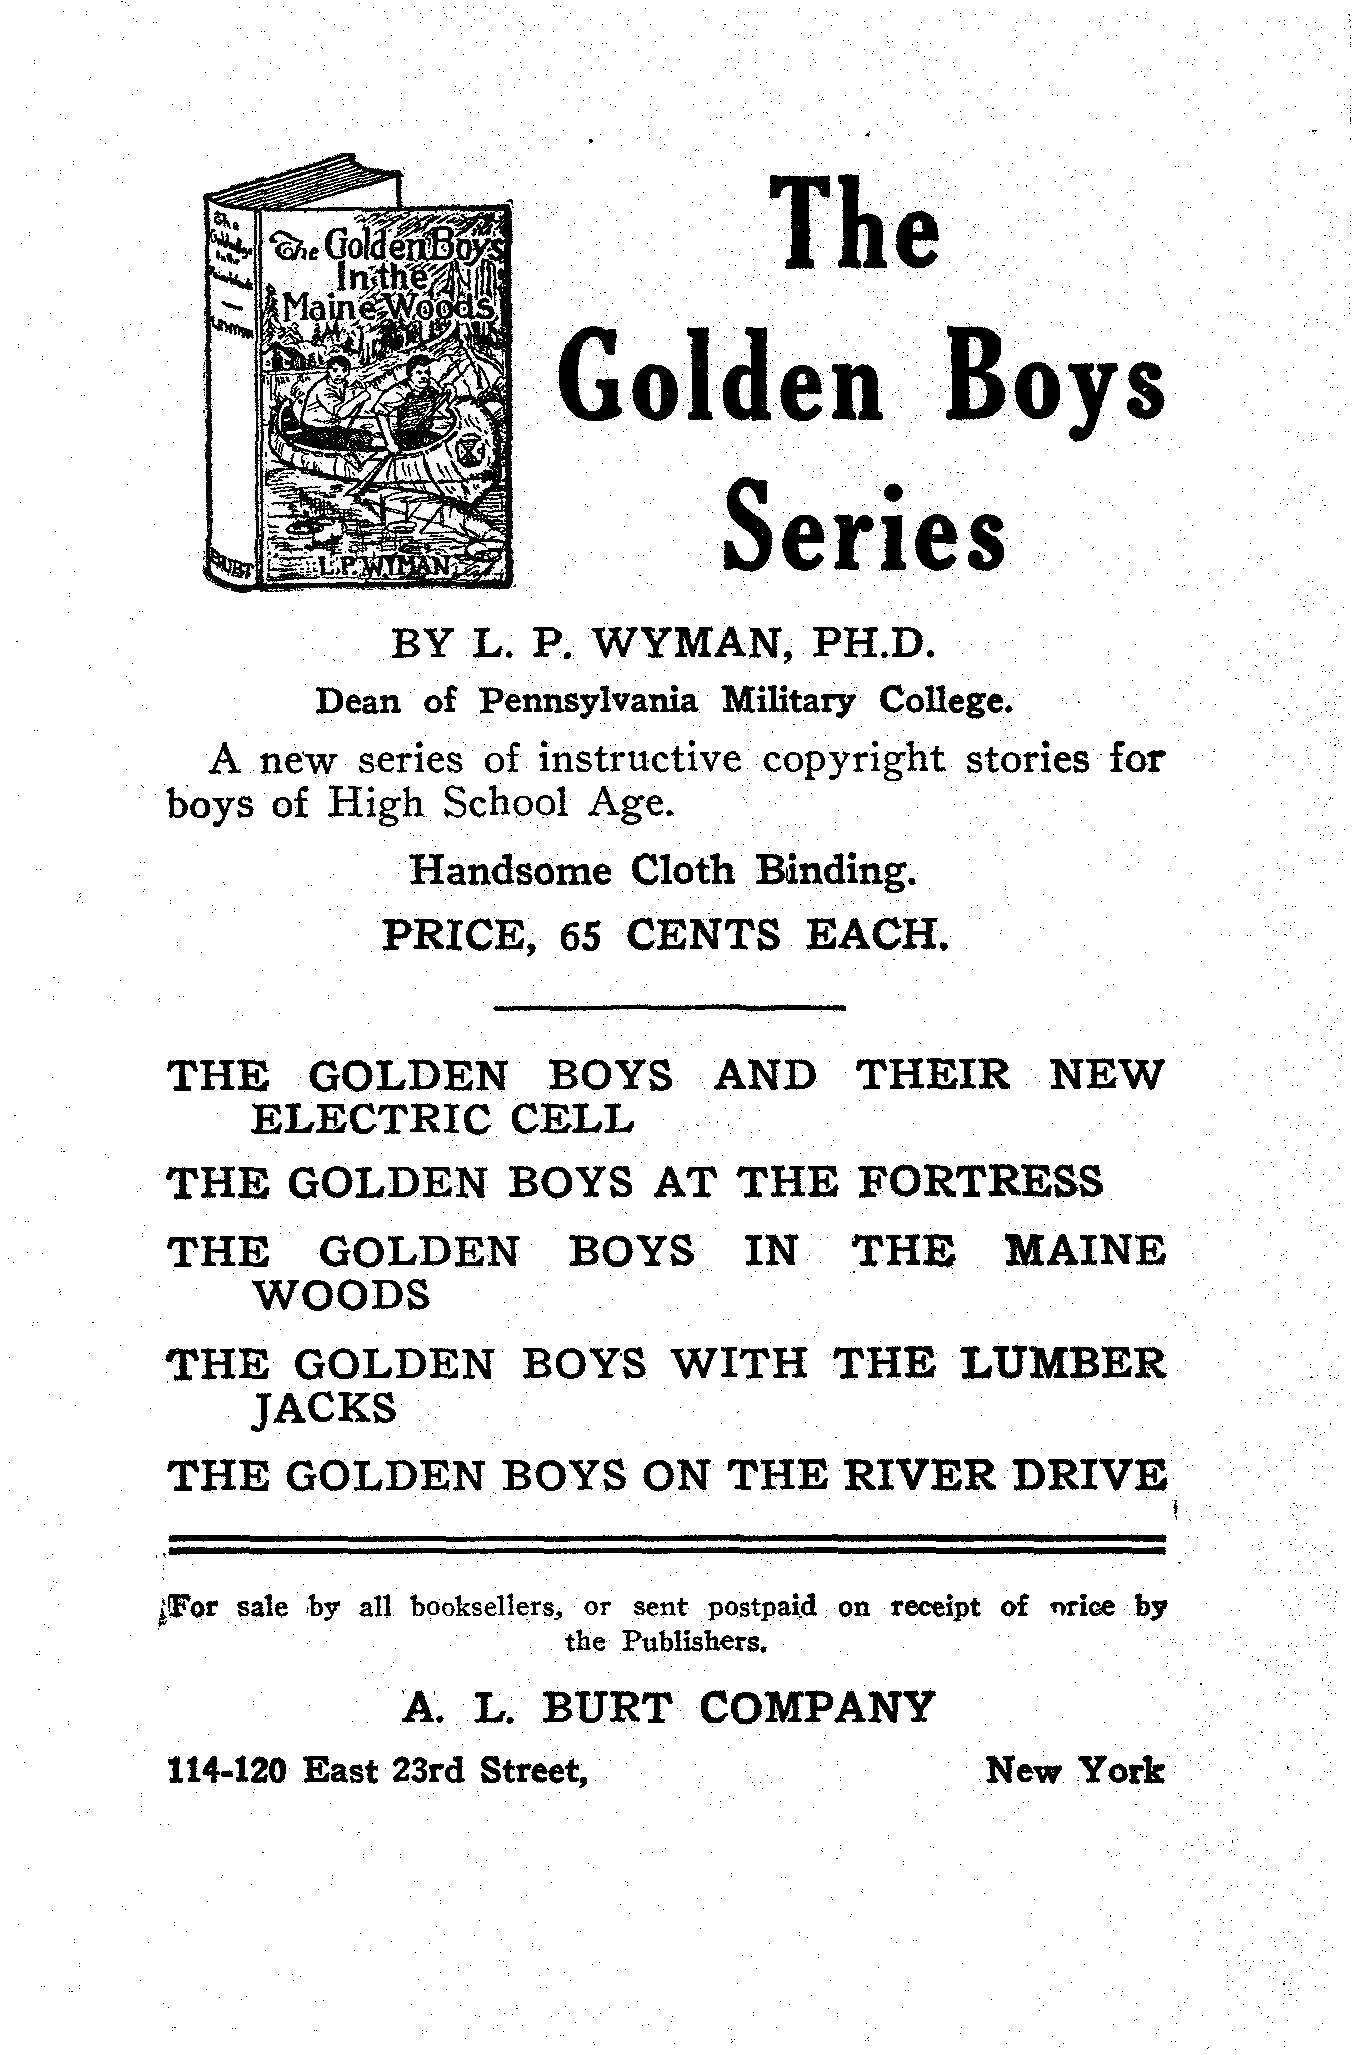 The Golden Boys
In the
Maine Woods
L.P. WYMAN
BURT
The
Golden Boys
Series
BY L. P. WYMAN, PH.D.
Dean of Pennsylvania Military College.
A new series of instructive copyright stories for
boys of High School Age.
Handsome Cloth Binding.
PRICE, 65 CENTS EACH.
THE GOLDEN BOYS AND THEIR NEW
ELECTRIC CELL
THE GOLDEN BOYS AT THE FORTRESS
THE GOLDEN BOYS IN THE MAINE
WOODS
THE GOLDEN BOYS WITH THE LUMBER
JACKS
THE GOLDEN BOYS ON THE RIVER DRIVE
For sale by all booksellers, or sent postpaid on receipt of price by
the Publishers.
A. L. BURT COMPANY
114-120 East 23rd Street, New York